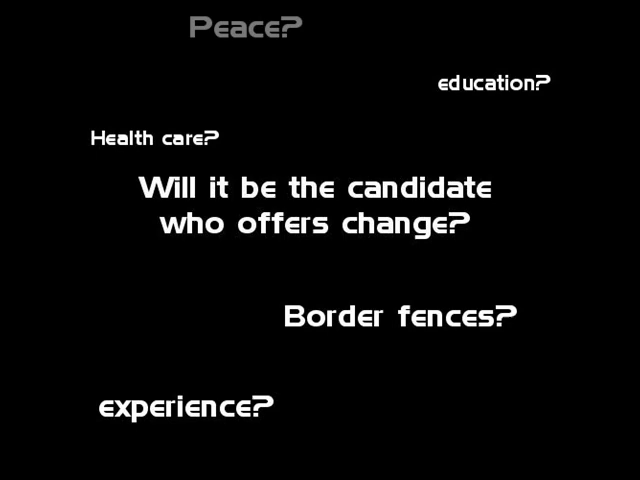 Peace?
education?
Health care?
Will it be the candidate
who offers change?
Border fences?
experience?